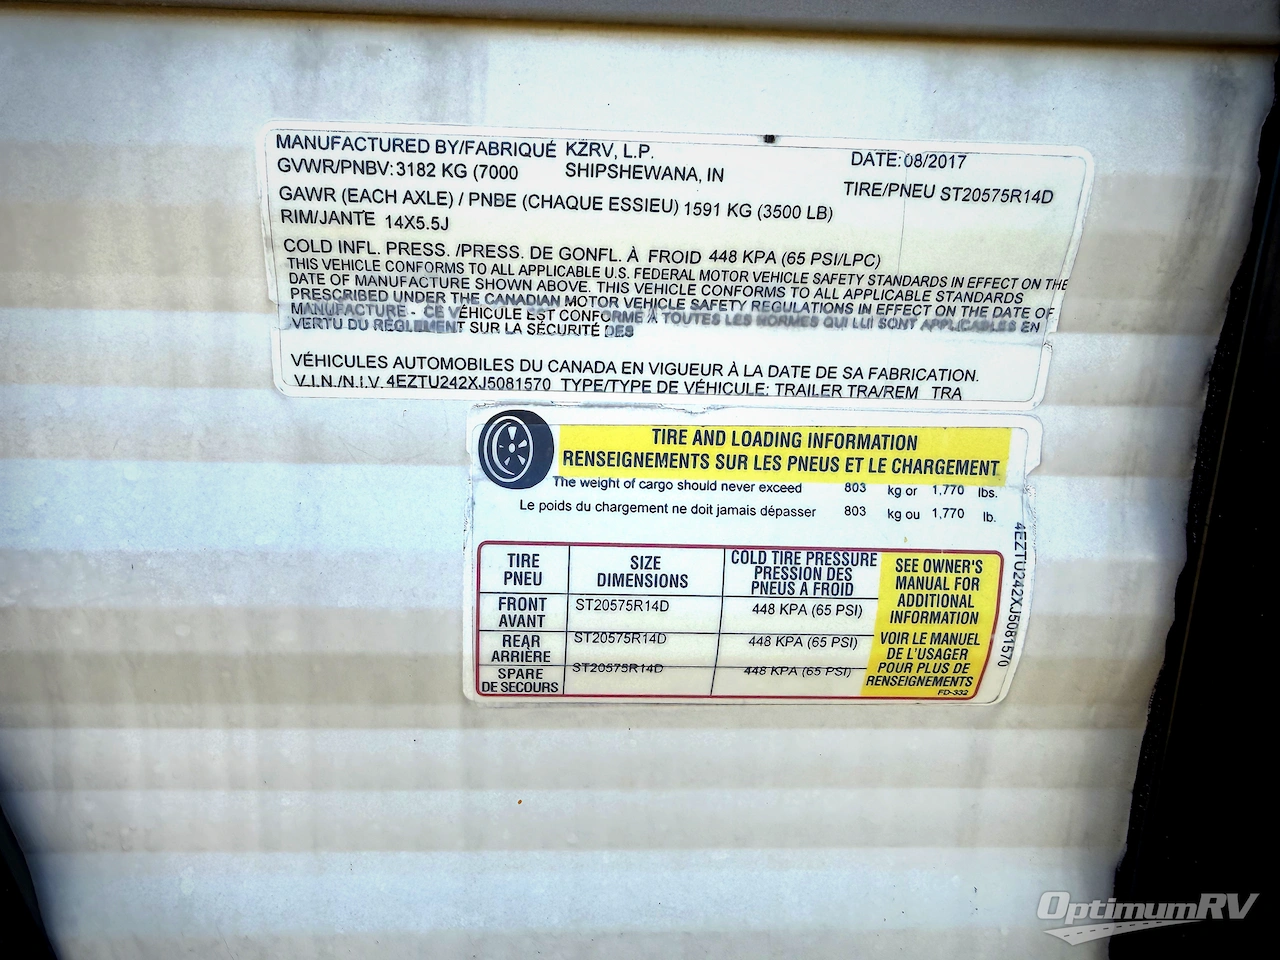 MANUFACTURED BY/FABRIQUÉ KZRV, L.P. DATE: 08/2017
GVWR/PNBV: 3182 KG (7000 SHIPSHEWANA, IN
TIRE/PNEU ST20575R14D
GAWR (EACH AXLE) / PNBE (CHAQUE ESSIEU) 1591 KG (3500 LB)
RIM/JANTE 14X5.5J
COLD INFL. PRESS. /PRESS. DE GONFL. À FROID 448 KPA (65 PSI/LPC)
THIS VEHICLE CONFORMS TO ALL APPLICABLE U.S. FEDERAL MOTOR VEHICLE SAFETY STANDARDS IN EFFECT ON THE
DATE OF MANUFACTURE SHOWN ABOVE. THIS VEHICLE CONFORMS TO ALL APPLICABLE STANDARDS
PRESCRIBED UNDER THE CANADIAN MOTOR VEHICLE SAFETY REGULATIONS IN EFFECT ON THE DATE OF
MANUFACTURE - CE VÉHICULE EST CONFORME À TOUTES LES NORMES QUI LUI SONT APPLICABLES EN
VERTU DU RÈGLEMENT SUR LA SÉCURITÉ DES
VÉHICULES AUTOMOBILES DU CANADA EN VIGUEUR À LA DATE DE SA FABRICATION.
V.I.N./N.I.V. 4EZTU242XJ5081570 TYPE/TYPE DE VÉHICULE: TRAILER TRA/REM TRA
TIRE AND LOADING INFORMATION
RENSEIGNEMENTS SUR LES PNEUS ET LE CHARGEMENT
The weight of cargo should never exceed 803 kg or 1,770 lbs.
Le poids du chargement ne doit jamais dépasser 803 kg ou 1,770 lb.
TIRE
PNEU
SIZE
DIMENSIONS
COLD TIRE PRESSURE
PRESSION DES
PNEUS A FROID
FRONT
AVANT
ST20575R14D
448 KPA (65 PSI)
REAR
ARRIÈRE
ST20575R14D
448 KPA (65 PSI)
SPARE
DE SECOURS
ST20575R14D
448 KPA (65 PSI)
SEE OWNER'S
MANUAL FOR
ADDITIONAL
INFORMATION
VOIR LE MANUEL
DE L'USAGER
POUR PLUS DE
RENSEIGNEMENTS
FD-332
4EZTU242XJ5081570
OptimumRV